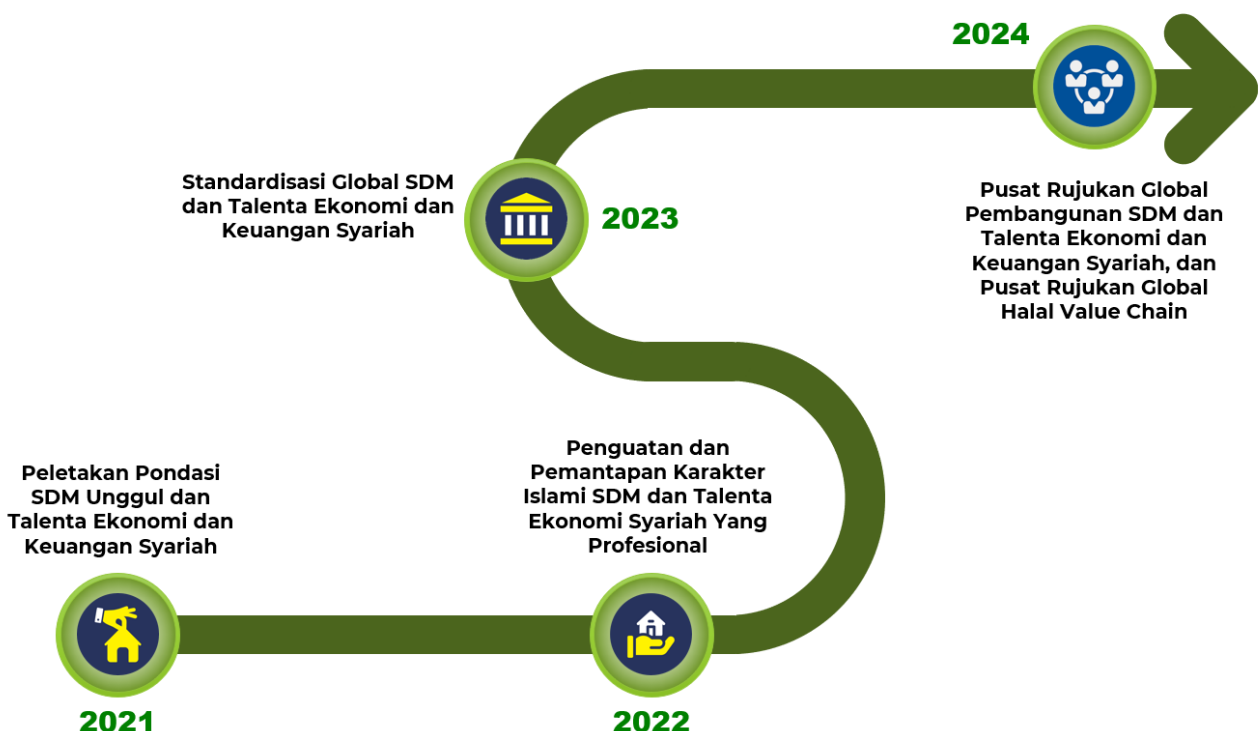 Peletakan Pondasi
SDM Unggul dan
Talenta Ekonomi dan
Keuangan Syariah
2021
Penguatan dan
Pemantapan Karakter
Islami SDM dan Talenta
Ekonomi Syariah Yang
Profesional
2022
Standardisasi Global SDM
dan Talenta Ekonomi dan
Keuangan Syariah
2023
2024
Pusat Rujukan Global
Pembangunan SDM dan
Talenta Ekonomi dan
Keuangan Syariah, dan
Pusat Rujukan Global
Halal Value Chain